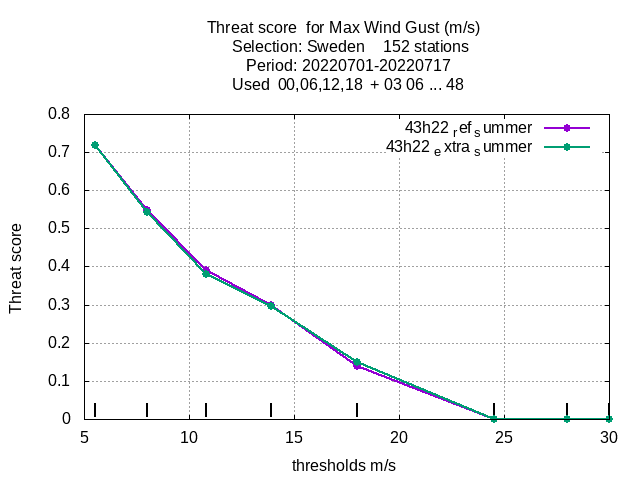 Threat score  for Max Wind Gust (m/s)
Selection: Sweden    152 stations
Period: 20220701-20220717
Used  00,06,12,18  + 03 06 ... 48
43h22 ref summer
43h22 extra summer
0.8
0.7
0.6
0.5
0.4
0.3
0.2
0.1
0
Threat score
5 10 15 20 25 30
thresholds m/s